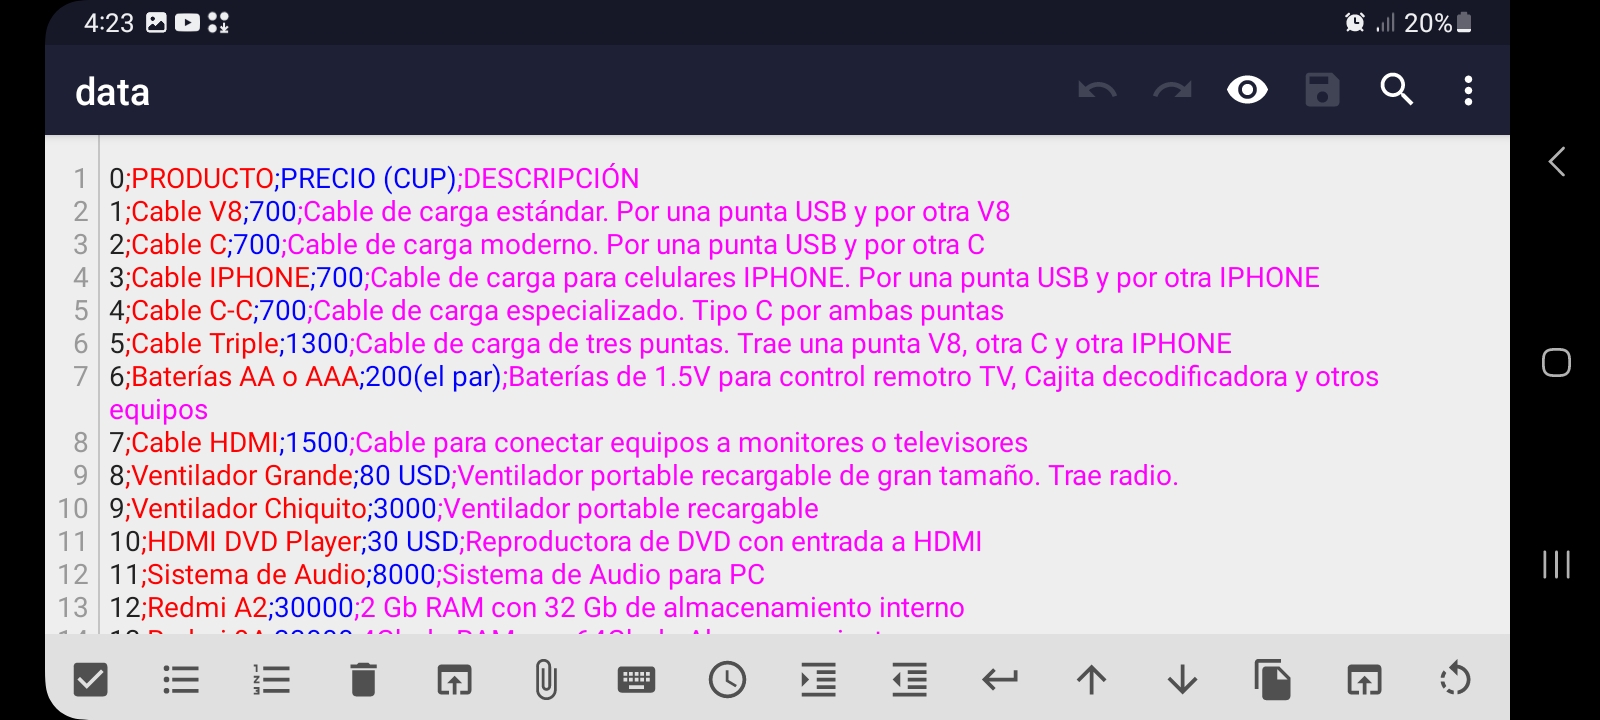 4:23
20%
data
1 0;PRODUCTO;PRECIO (CUP);DESCRIPCIÓN
2 1;Cable V8;700;Cable de carga estándar. Por una punta USB y por otra V8
3 2;Cable C;700;Cable de carga moderno. Por una punta USB y por otra C
4 3;Cable IPHONE;700;Cable de carga para celulares IPHONE. Por una punta USB y por otra IPHONE
5 4;Cable C-C;700;Cable de carga especializado. Tipo C por ambas puntas
6 5;Cable Triple;1300;Cable de carga de tres puntas. Trae una punta V8, otra C y otra IPHONE
7 6;Baterías AA o AAA;200(el par);Baterías de 1.5V para control remotro TV, Cajita decodificadora y otros
equipos
8 7;Cable HDMI;1500;Cable para conectar equipos a monitores o televisores
9 8;Ventilador Grande;80 USD;Ventilador portable recargable de gran tamaño. Trae radio.
10 9;Ventilador Chiquito;3000;Ventilador portable recargable
11 10;HDMI DVD Player;30 USD;Reproductora de DVD con entrada a HDMI
12 11;Sistema de Audio;8000;Sistema de Audio para PC
13 12;Redmi A2;30000;2 Gb RAM con 32 Gb de almacenamiento interno